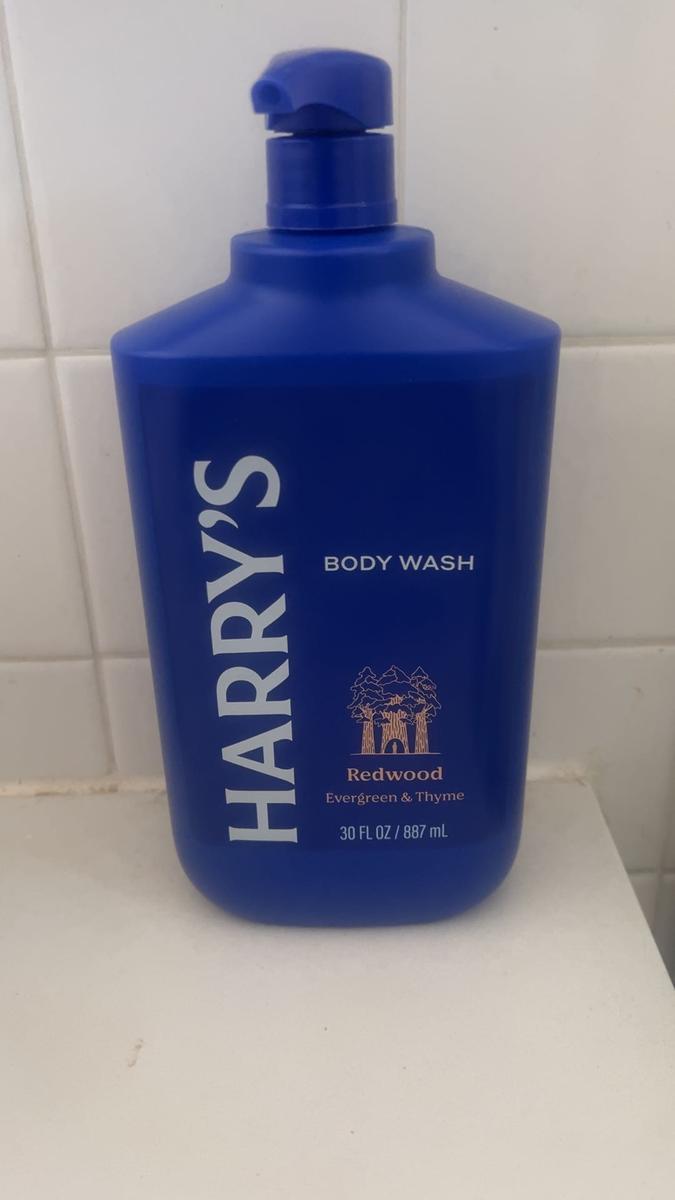 HARRY'S
BODY WASH
Redwood
Evergreen & Thyme
30 FL OZ / 887 mL